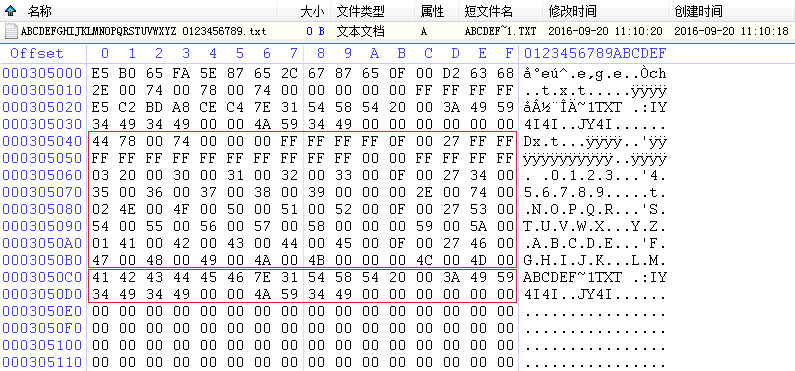 名称 大小 文件类型 属性 短文件名 修改时间 创建时间
ABCDEFGHIJKLMNOPQRSTUVWXYZ 0123456789.txt 0 B 文本文档 A ABCDEF~1.TXT 2016-09-20 11:10:20 2016-09-20 11:10:18
Offset 0 1 2 3 4 5 6 7 8 9 A B C D E F 0123456789ABCDEF
000305000 E5 B0 65 FA 5E 87 65 2C 67 87 65 0F 00 D2 63 68 å°eú^.e,g.e..Òch
000305010 2E 00 74 00 78 00 74 00 00 00 00 00 FF FF FF FF ..t.x.t.....ÿÿÿÿ
000305020 E5 C2 BD A8 CE C4 7E 31 54 58 54 20 00 3A 49 59 å½¨ÎÄ~1TXT .:IY
000305030 34 49 34 49 00 00 4A 59 34 49 00 00 00 00 00 00 4I4I..JY4I......
000305040 44 78 00 74 00 00 00 FF FF FF FF 0F 00 27 FF FF Dx.t...ÿÿÿÿ..'ÿÿ
000305050 FF FF FF FF FF FF FF FF FF FF 00 00 FF FF FF FF ÿÿÿÿÿÿÿÿÿÿ..ÿÿÿÿ
000305060 03 20 00 30 00 31 00 32 00 33 00 0F 00 27 34 00 . .0.1.2.3...'4.
000305070 35 00 36 00 37 00 38 00 39 00 00 00 2E 00 74 00 5.6.7.8.9.....t.
000305080 02 4E 00 4F 00 50 00 51 00 52 00 0F 00 27 53 00 .N.O.P.Q.R...'S.
000305090 54 00 55 00 56 00 57 00 58 00 00 00 59 00 5A 00 T.U.V.W.X...Y.Z.
0003050A0 01 41 00 42 00 43 00 44 00 45 00 0F 00 27 46 00 .A.B.C.D.E...'F.
0003050B0 47 00 48 00 49 00 4A 00 4B 00 00 00 4C 00 4D 00 G.H.I.J.K...L.M.
0003050C0 41 42 43 44 45 46 7E 31 54 58 54 20 00 3A 49 59 ABCDEF~1TXT .:IY
0003050D0 34 49 34 49 00 00 4A 59 34 49 00 00 00 00 00 00 4I4I..JY4I......
0003050E0 00 00 00 00 00 00 00 00 00 00 00 00 00 00 00 00 ................
0003050F0 00 00 00 00 00 00 00 00 00 00 00 00 00 00 00 00 ................
000305100 00 00 00 00 00 00 00 00 00 00 00 00 00 00 00 00 ................
000305110 00 00 00 00 00 00 00 00 00 00 00 00 00 00 00 00 ................